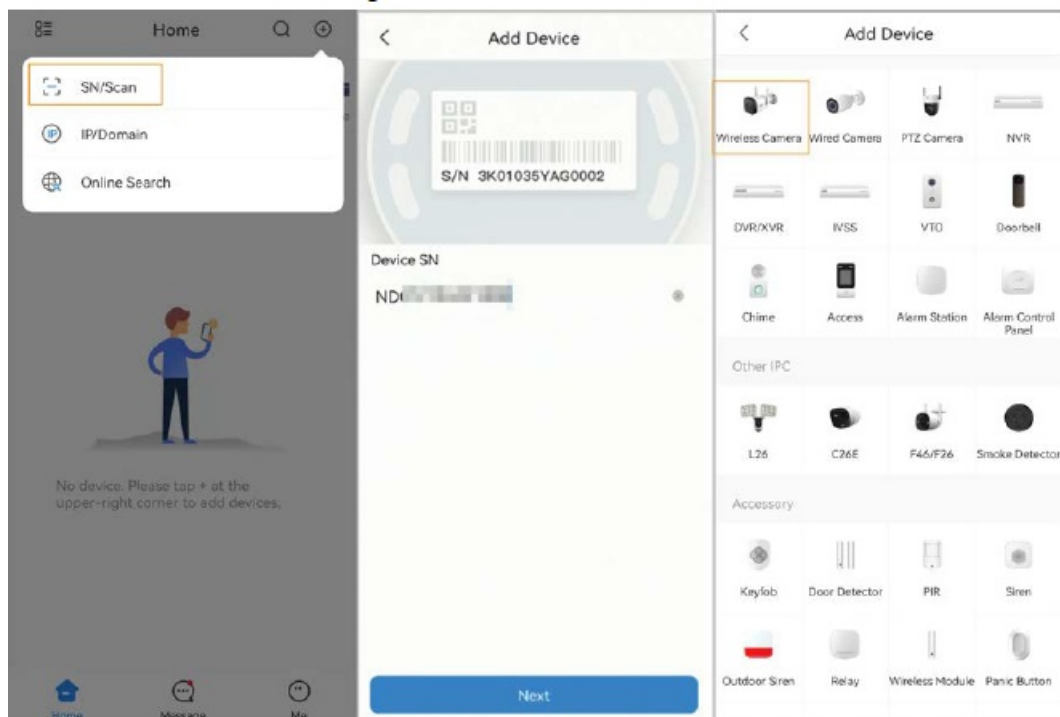 Home
SN/Scan
IP/Domain
Online Search
No device. Please tap + at the
upper-right corner to add devices.
Home Message Me
Add Device
S/N 3K01035YAG0002
Device SN
Next
Add Device
Wireless Camera Wired Camera PTZ Camera NVR
DVR/XVR IVSS VTO Doorbell
Chime Access Alarm Station Alarm Control
Panel
Other IPC
L26 C26E F46/F26 Smoke Detector
Accessory
Keyfob Door Detector PIR Siren
Outdoor Siren Relay Wireless Module Panic Button